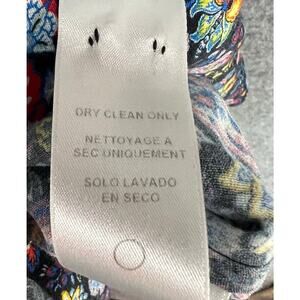 DRY CLEAN ONLY
NETTOYAGE A
SEC UNIQUEMENT
SOLO LAVADO
EN SECO